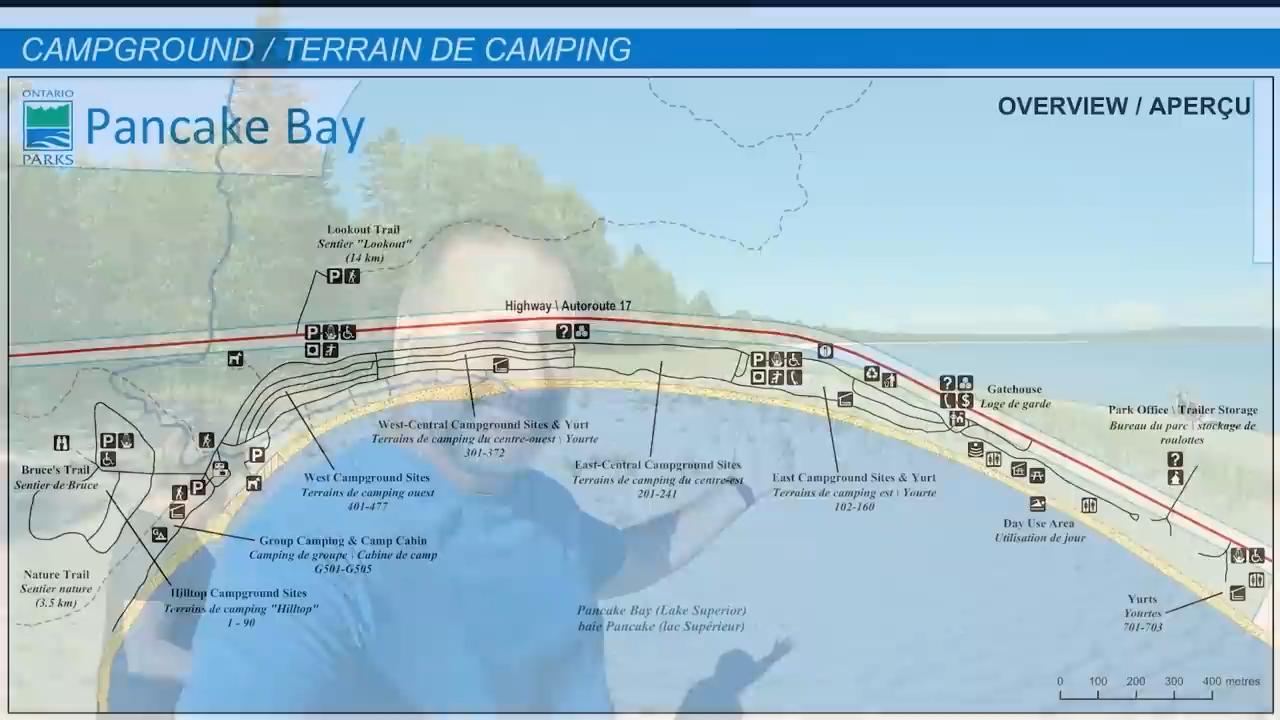 CAMPGROUND / TERRAIN DE CAMPING
ONTARIO
PARKS
Pancake Bay
OVERVIEW / APERÇU
Lookout Trail
Sentier "Lookout"
(14 km)
Highway \ Autoroute 17
Gatehouse
Loge de garde
Park Office \ Trailer Storage
Bureau du parc \ stockage de
roulottes
West-Central Campground Sites & Yurt
Terrains de camping du centre-ouest \ Yourte
301-372
East-Central Campground Sites
Terrains de camping du centre-est
201-241
East Campground Sites & Yurt
Terrains de camping est \ Yourte
102-160
Bruce's Trail
Sentier de Bruce
West Campground Sites
Terrains de camping ouest
401-477
Day Use Area
Utilisation de jour
Group Camping & Camp Cabin
Camping de groupe \ Cabine de camp
G501-G505
Nature Trail
Sentier nature
(3.5 km)
Hilltop Campground Sites
Terrains de camping "Hilltop"
1 - 90
Pancake Bay (Lake Superior)
baie Pancake (lac Supérieur)
Yurts
Yourtes
701-703
0 100 200 300 400 metres